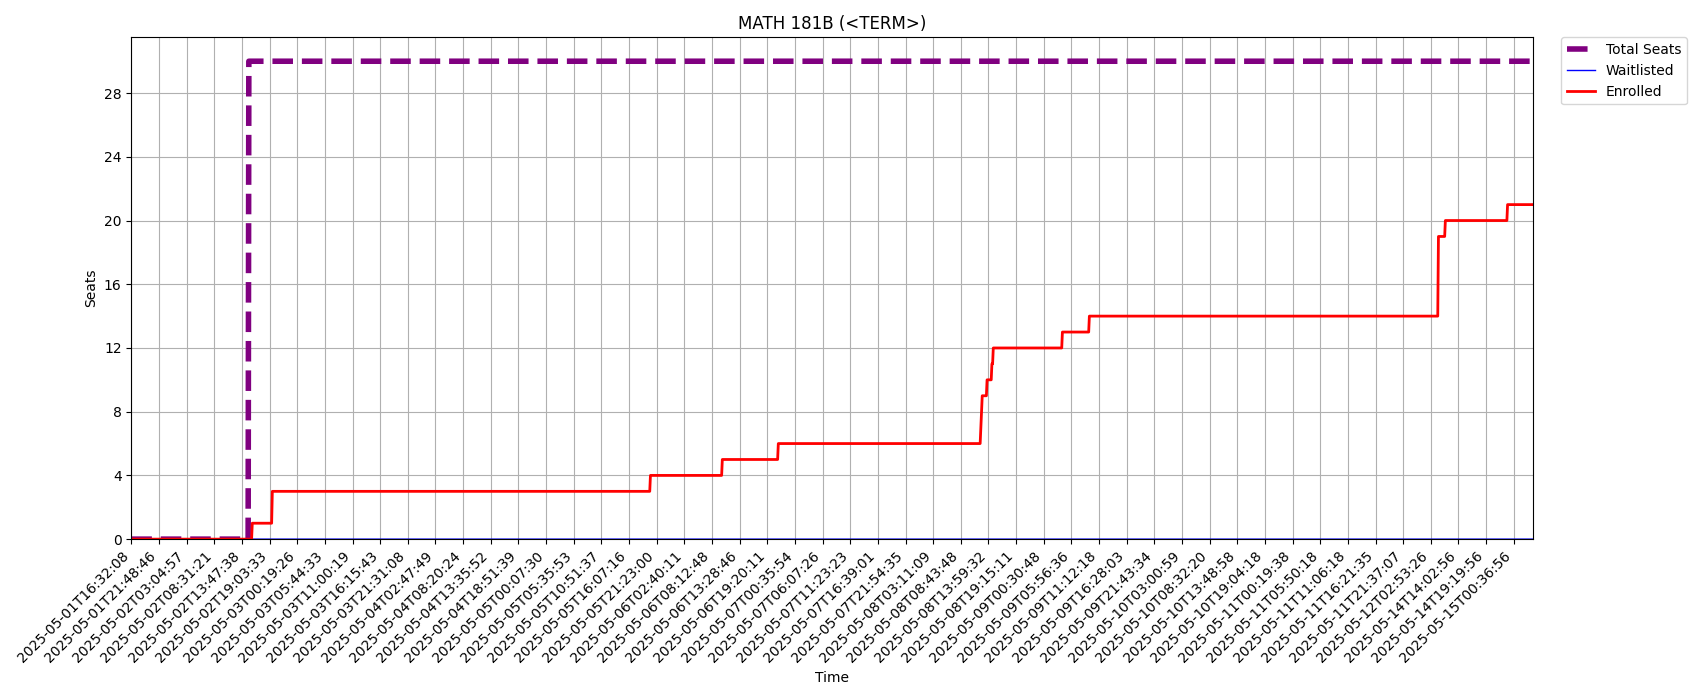 MATH 181B (<TERM>)
Total Seats
Waitlisted
Enrolled
28
24
20
16
12
8
4
0
Seats
2025-05-01T16:32:08
2025-05-01T21:48:46
2025-05-02T03:04:57
2025-05-02T08:31:21
2025-05-02T13:47:38
2025-05-02T19:03:33
2025-05-03T00:19:26
2025-05-03T05:44:33
2025-05-03T11:00:19
2025-05-03T16:15:43
2025-05-03T21:31:08
2025-05-04T02:47:49
2025-05-04T08:20:24
2025-05-04T13:35:52
2025-05-04T18:51:39
2025-05-05T00:07:30
2025-05-05T05:35:53
2025-05-05T10:51:37
2025-05-05T16:07:16
2025-05-05T21:23:00
2025-05-06T02:40:11
2025-05-06T08:12:48
2025-05-06T13:28:46
2025-05-06T19:20:11
2025-05-07T00:35:54
2025-05-07T06:07:26
2025-05-07T11:23:23
2025-05-07T16:39:01
2025-05-07T21:54:35
2025-05-08T03:11:09
2025-05-08T08:43:48
2025-05-08T13:59:32
2025-05-08T19:15:11
2025-05-09T00:30:48
2025-05-09T05:56:36
2025-05-09T11:12:18
2025-05-09T16:28:03
2025-05-09T21:43:34
2025-05-10T03:00:59
2025-05-10T08:32:20
2025-05-10T13:48:58
2025-05-10T19:04:18
2025-05-11T00:19:38
2025-05-11T05:50:18
2025-05-11T11:06:18
2025-05-11T16:21:35
2025-05-11T21:37:07
2025-05-12T02:53:26
2025-05-14T14:02:56
2025-05-14T19:19:56
2025-05-15T00:36:56
Time